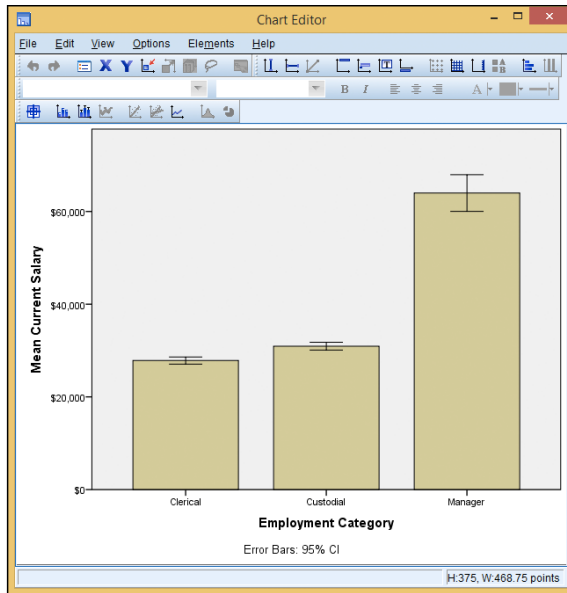 Chart Editor
File Edit View Options Elements Help
X Y
B I A
$60,000
$40,000
$20,000
$0
Mean Current Salary
Clerical Custodial Manager
Employment Category
Error Bars: 95% CI
H:375, W:468.75 points